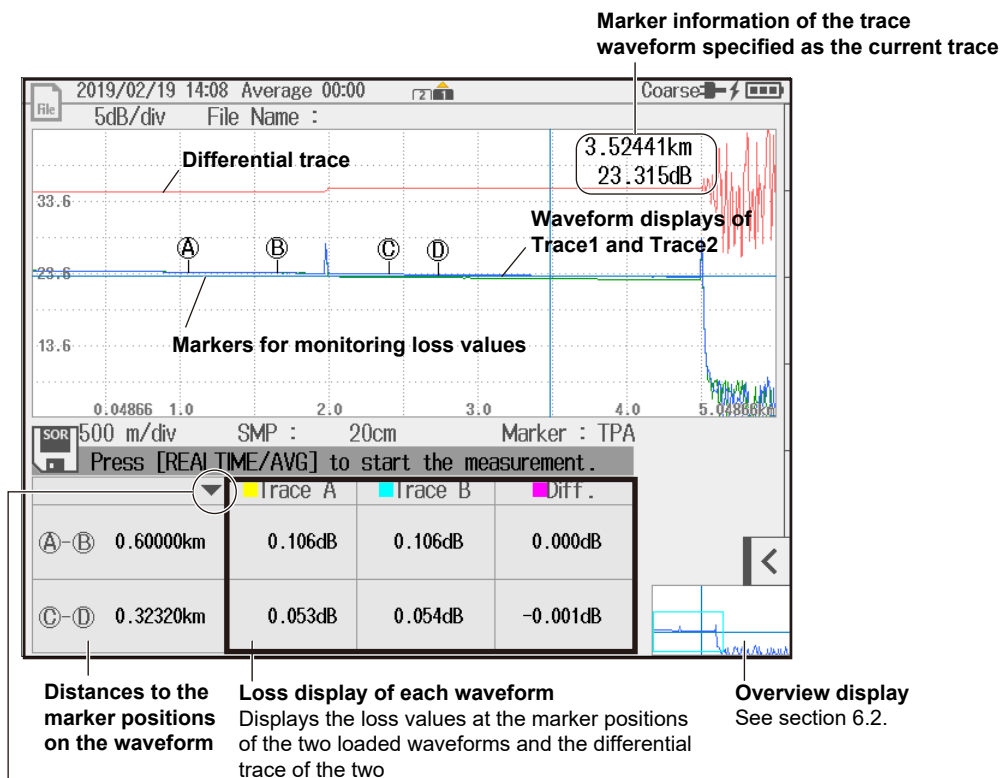 Marker information of the trace
waveform specified as the current trace
2019/02/19 14:08 Average 00:00 2 1 Coarse
File
5dB/div File Name :
3.52441km
23.315dB
Differential trace
33.6
Waveform displays of
Trace1 and Trace2
Ⓐ Ⓑ Ⓒ Ⓓ
23.6
13.6
Markers for monitoring loss values
0.04866 1.0 2.0 3.0 4.0 5.04866km
SOR 500 m/div SMP : 20cm Marker : TPA
Press [REALTIME/AVG] to start the measurement.
Trace A Trace B Diff.
Ⓐ-Ⓑ 0.60000km 0.106dB 0.106dB 0.000dB
Ⓒ-Ⓓ 0.32320km 0.053dB 0.054dB -0.001dB
Distances to the
marker positions
on the waveform
Loss display of each waveform
Displays the loss values at the marker positions
of the two loaded waveforms and the differential
trace of the two
Overview display
See section 6.2.